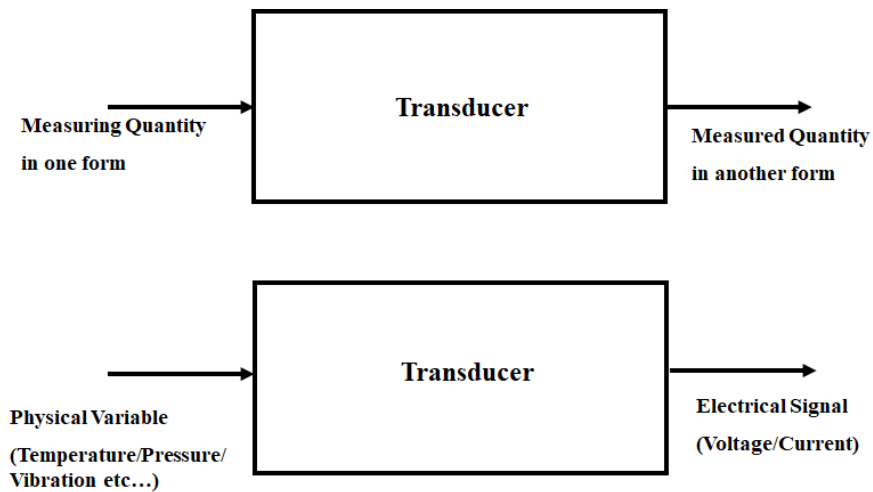 Transducer
Measuring Quantity
in one form
Measured Quantity
in another form
Transducer
Physical Variable
(Temperature/Pressure/
Vibration etc…)
Electrical Signal
(Voltage/Current)